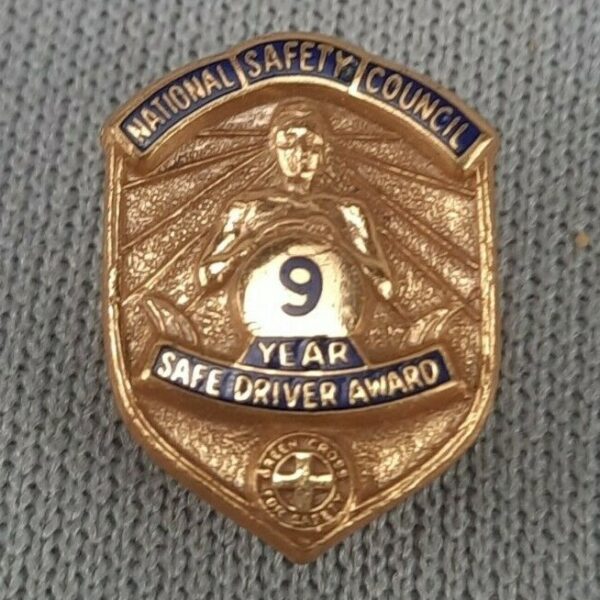 NATIONAL SAFETY COUNCIL
9
YEAR
SAFE DRIVER AWARD
GREEN CROSS
FOR SAFETY